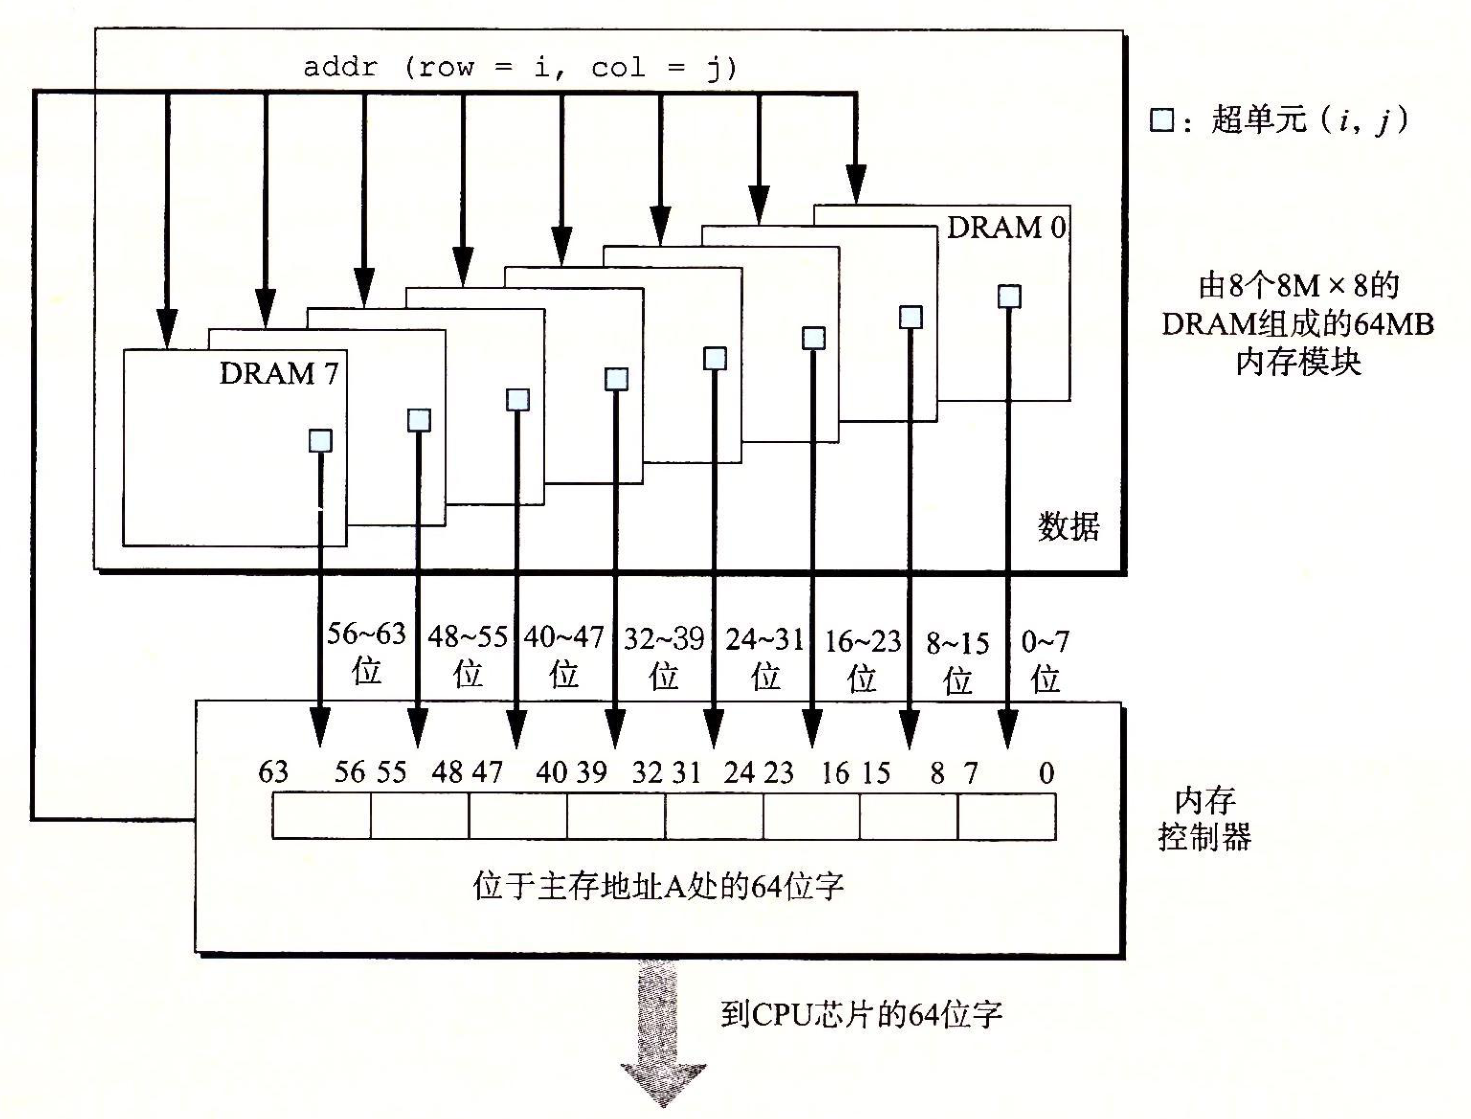 addr (row = i, col = j)
□：超单元（i, j）
DRAM 0
由8个8M × 8的
DRAM组成的64MB
内存模块
DRAM 7
数据
56~63
位
48~55
位
40~47
位
32~39
位
24~31
位
16~23
位
8~15
位
0~7
位
63 56 55 48 47 40 39 32 31 24 23 16 15 8 7 0
内存
控制器
位于主存地址A处的64位字
到CPU芯片的64位字